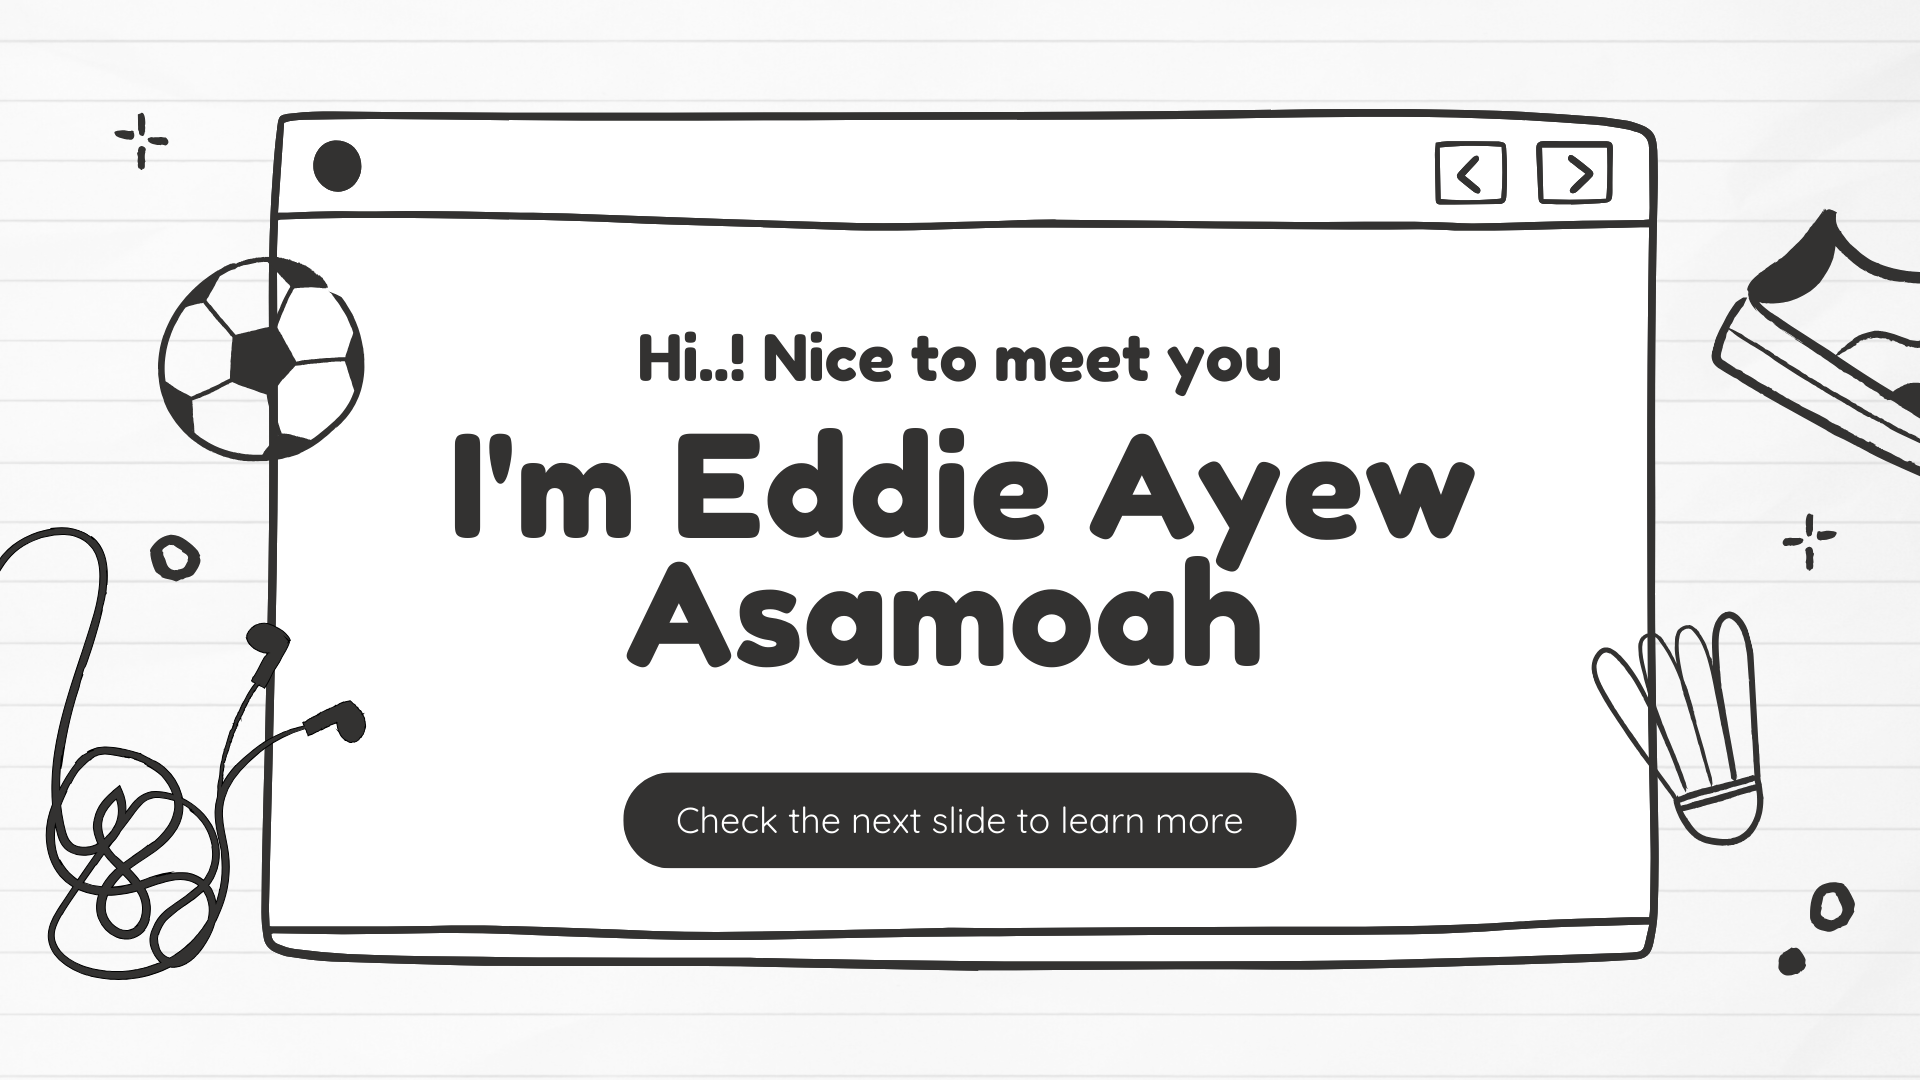 Hi..! Nice to meet you
I'm Eddie Ayew
Asamoah
Check the next slide to learn more